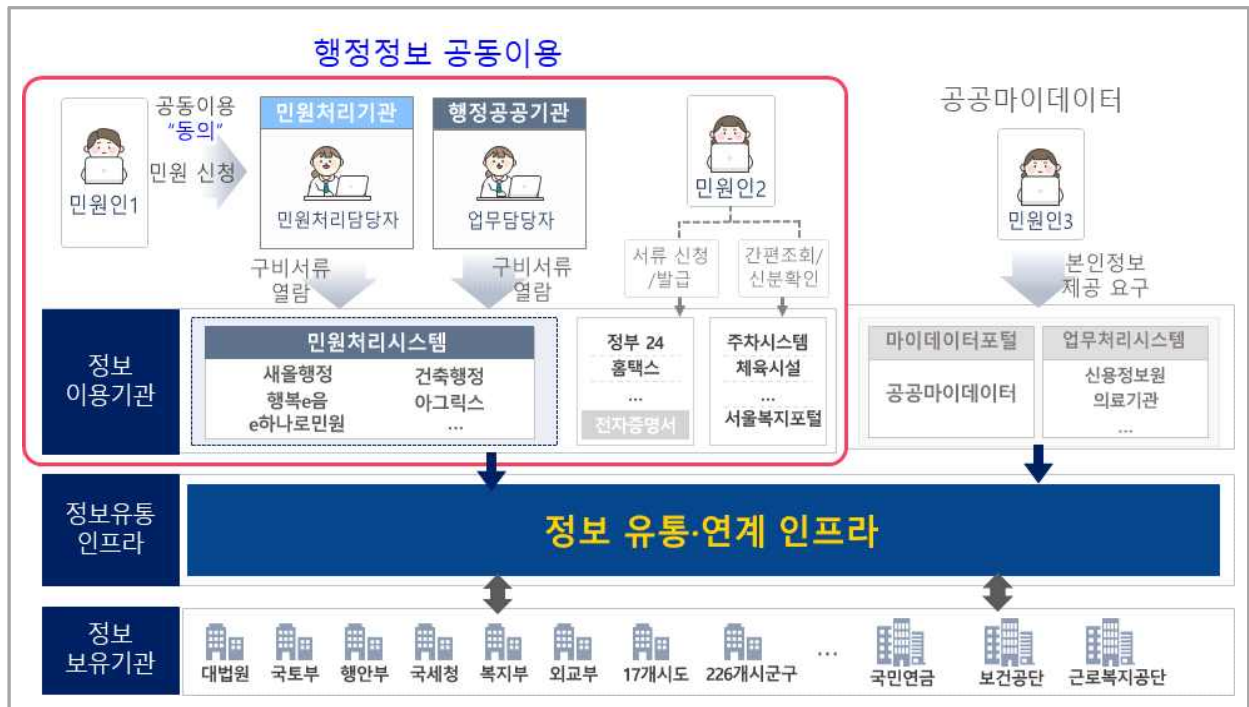 행정정보 공동이용
공공마이데이터
공동이용
"동의"
민원 신청
민원인1
민원처리기관
민원처리담당자
행정공공기관
업무담당자
민원인2
민원인3
구비서류
열람
구비서류
열람
서류 신청
/발급
간편조회/
신분확인
본인정보
제공 요구
정보
이용기관
민원처리시스템
새올행정
행복e음
e하나로민원
건축행정
아그릭스
...
정부 24
홈택스
...
전자증명서
주차시스템
체육시설
...
서울복지포털
마이데이터포털
공공마이데이터
업무처리시스템
신용정보원
의료기관
...
정보유통
인프라
정보 유통·연계 인프라
정보
보유기관
대법원 국토부 행안부 국세청 복지부 외교부 17개시도 226개시군구 ... 국민연금 보건공단 근로복지공단